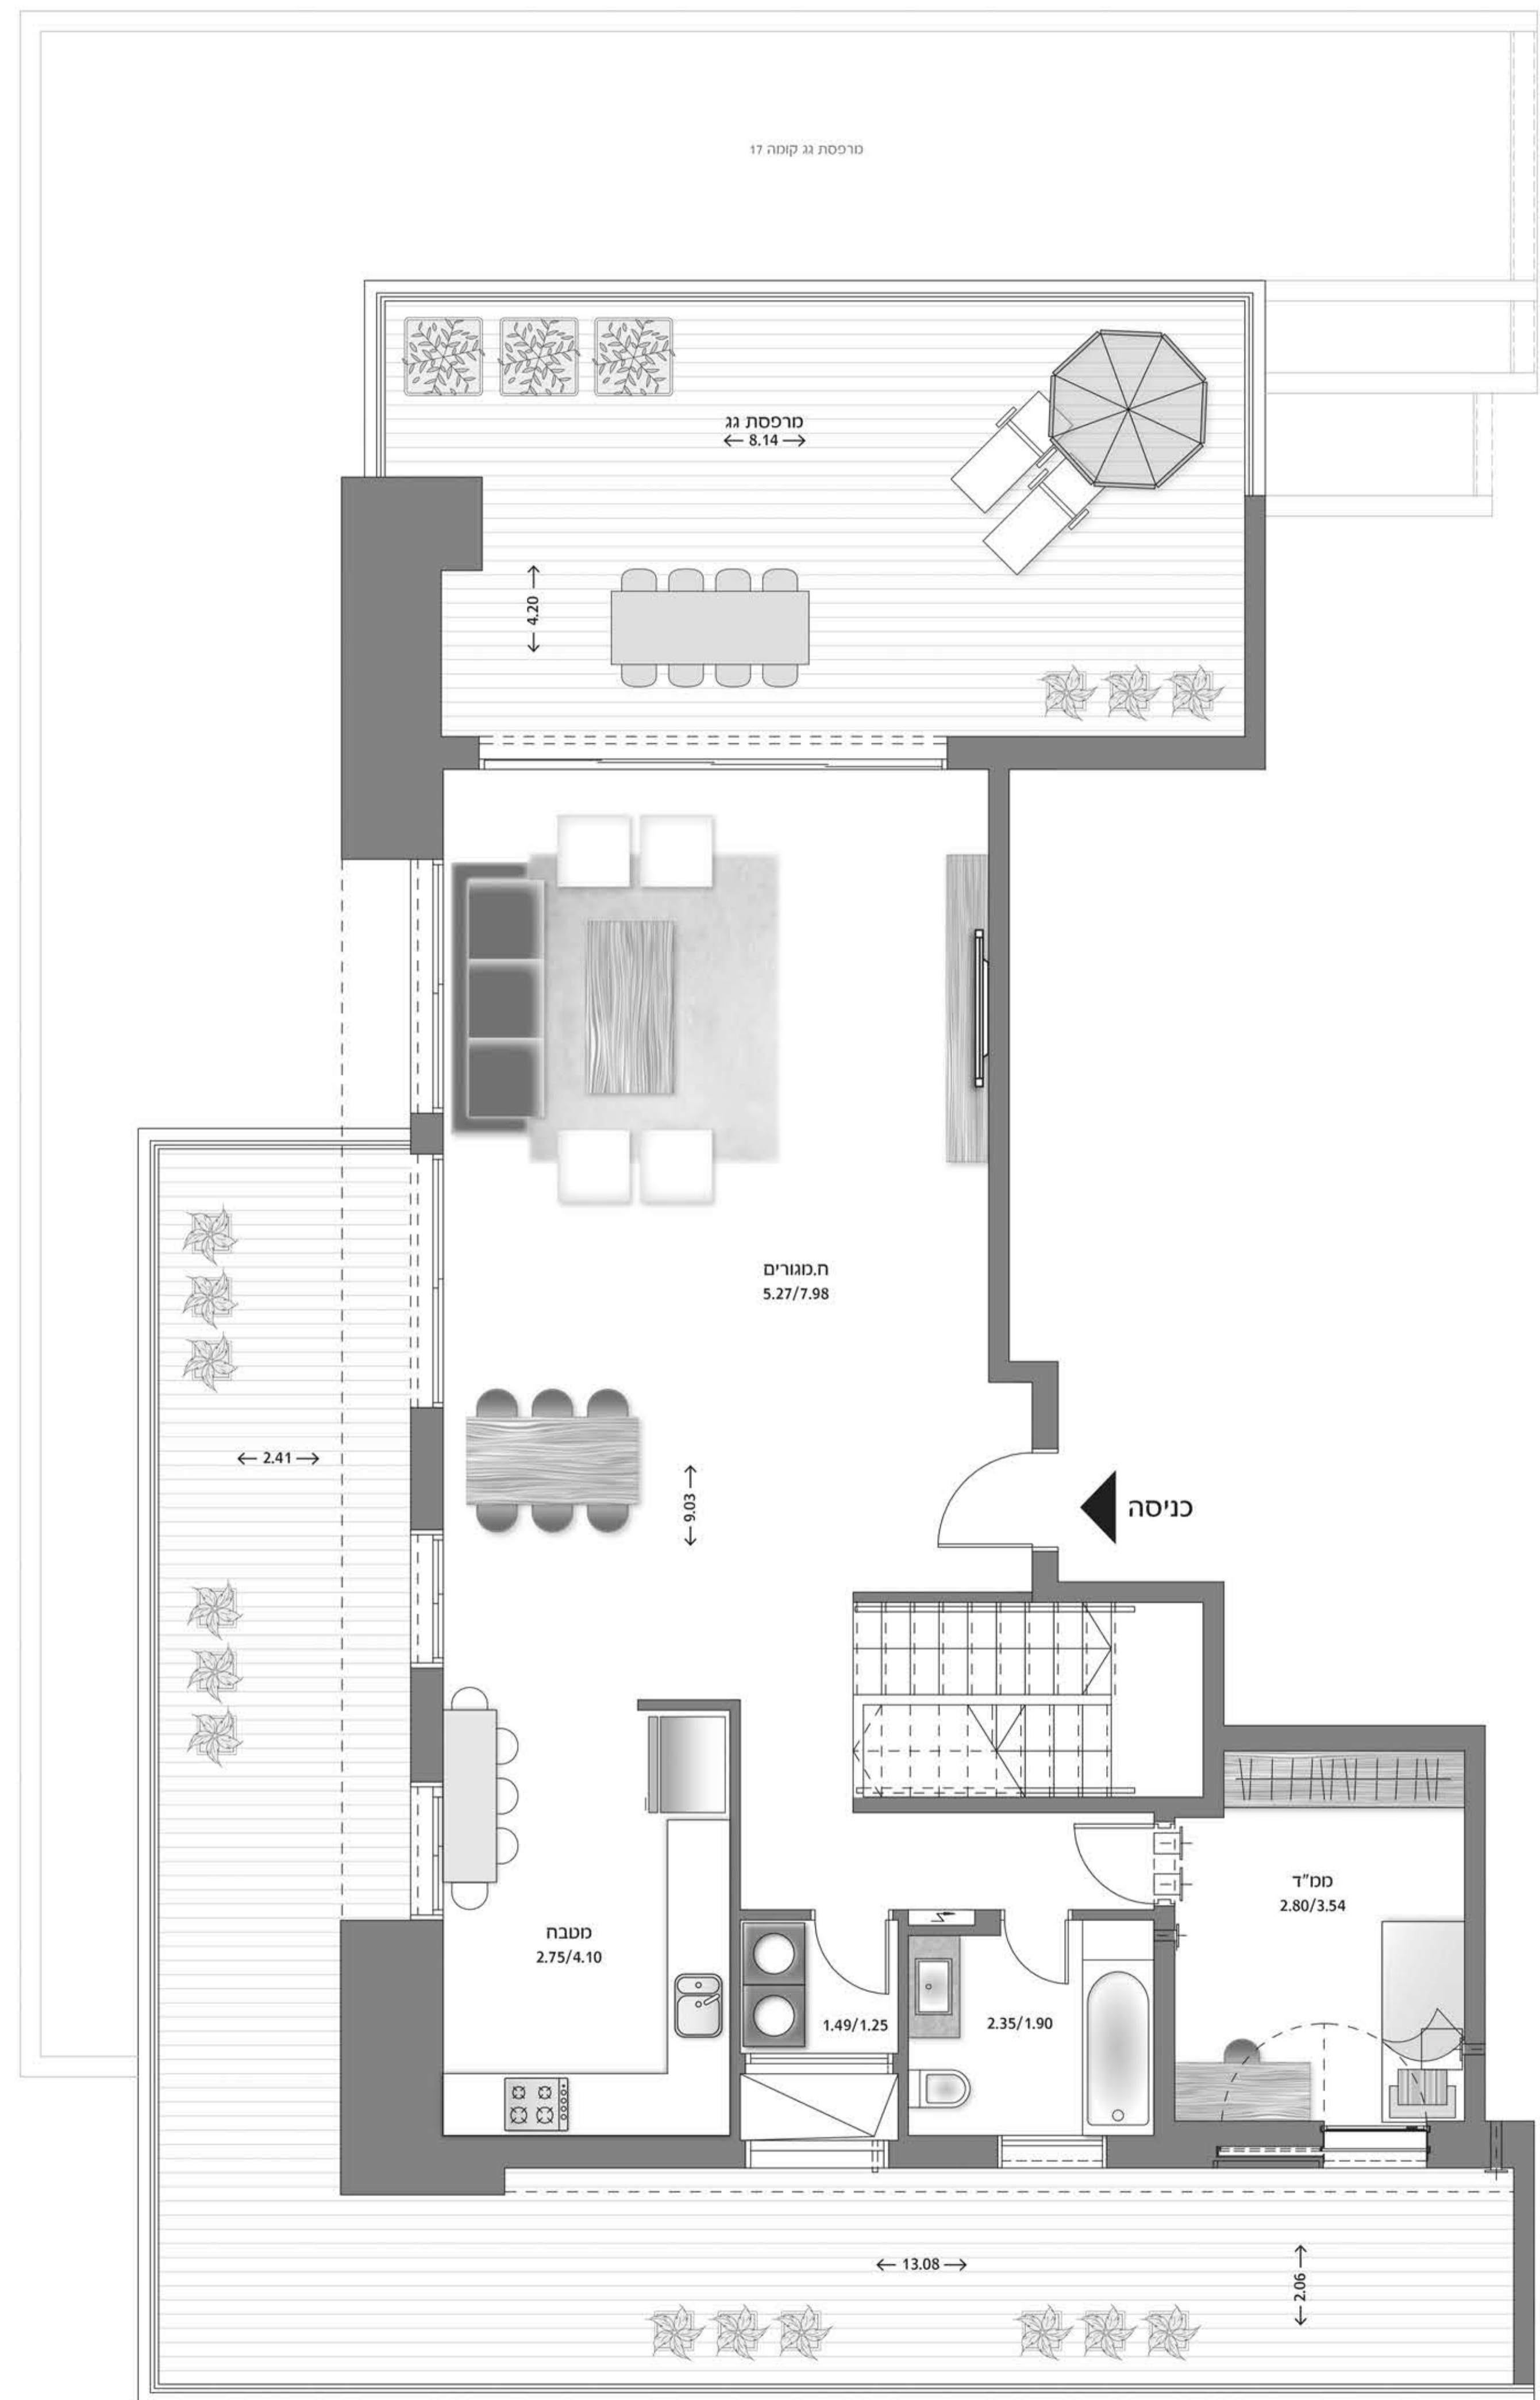 מרפסת גג קומה 17
מרפסת גג
8.14
4.20
ח.מגורים
5.27/7.98
2.41
9.03
כניסה
ממ"ד
2.80/3.54
מטבח
2.75/4.10
1.49/1.25
2.35/1.90
13.08
2.06